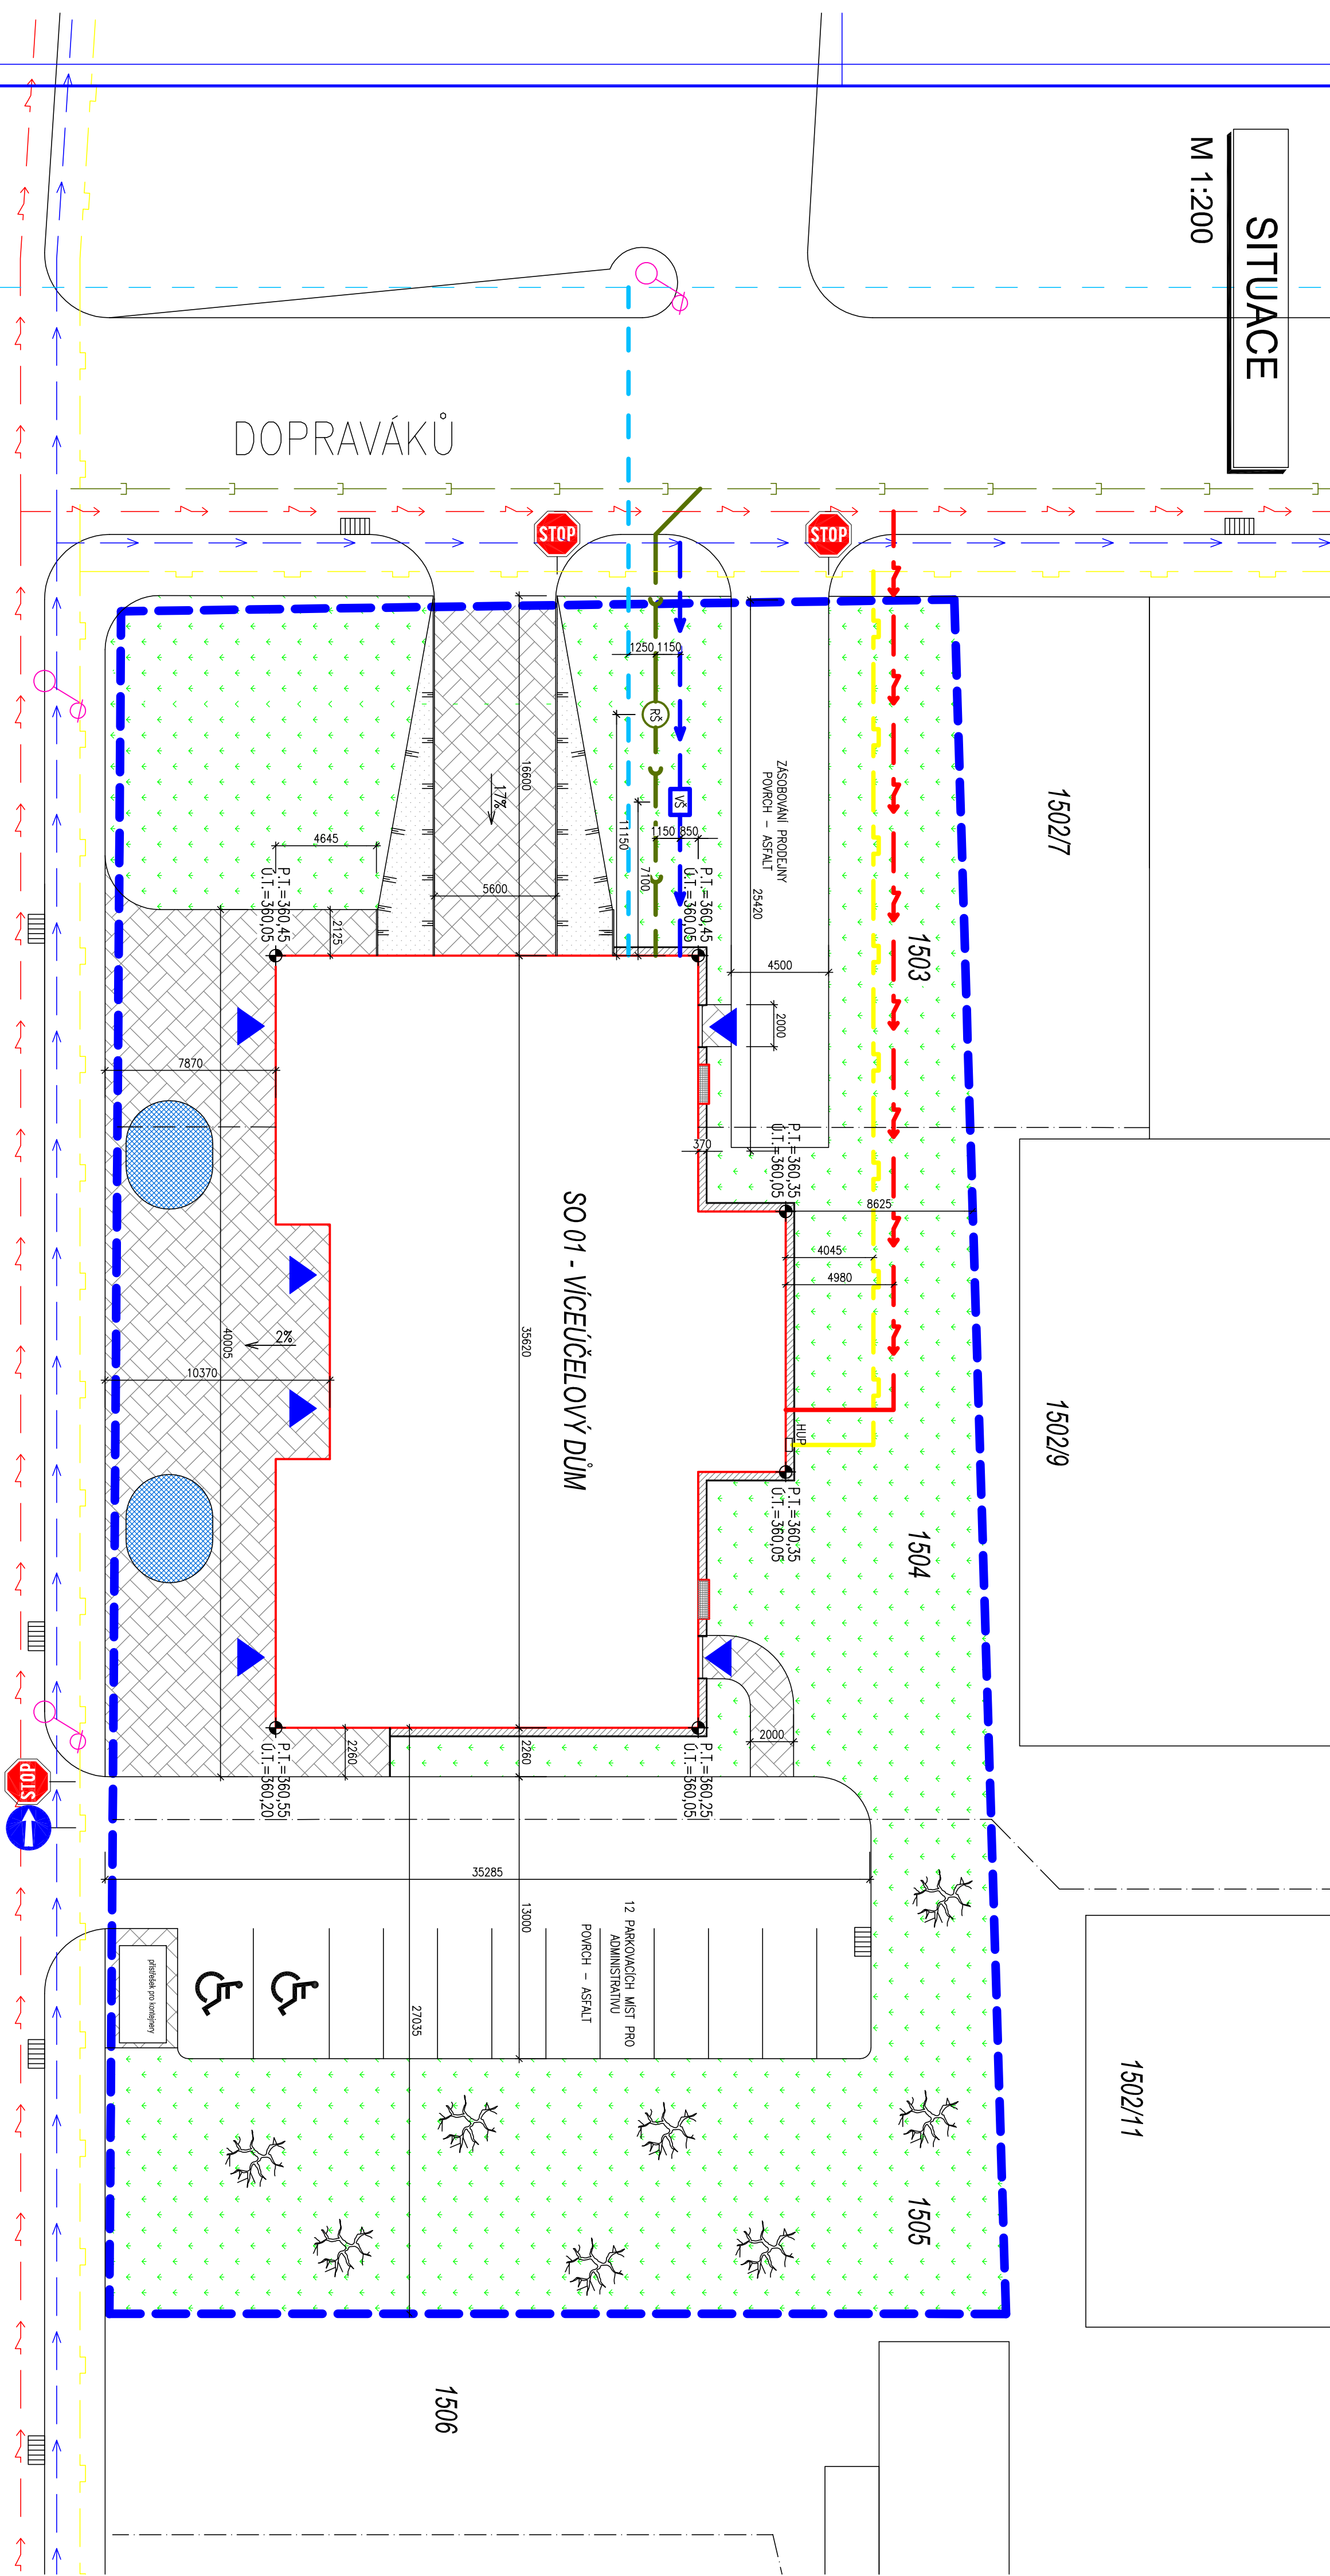 SITUACE
M 1:200
DOPRAVÁKŮ
STOP
STOP
1502/7
1503
ZÁSOBOVÁNÍ PRODEJNY
POVRCH – ASFALT
25420
1250
1150
RŠ
VŠ
16600
17%
11150
7100
1150
850
4645
5600
2125
P.T.=360,45
Ú.T.=360,05
P.T.=360,45
Ú.T.=360,05
4500
2000
7870
370
P.T.=360,35
Ú.T.=360,05
8625
4045
4980
SO 01 - VÍCEÚČELOVÝ DŮM
35620
2%
40005
10370
HUP
1502/9
P.T.=360,35
Ú.T.=360,05
1504
2000
2260
2260
P.T.=360,55
Ú.T.=360,20
P.T.=360,25
Ú.T.=360,05
STOP
35285
13000
12 PARKOVACÍCH MÍST PRO
ADMINISTRATIVU
POVRCH – ASFALT
přístřešek pro kontejnery
27035
1502/11
1505
1506